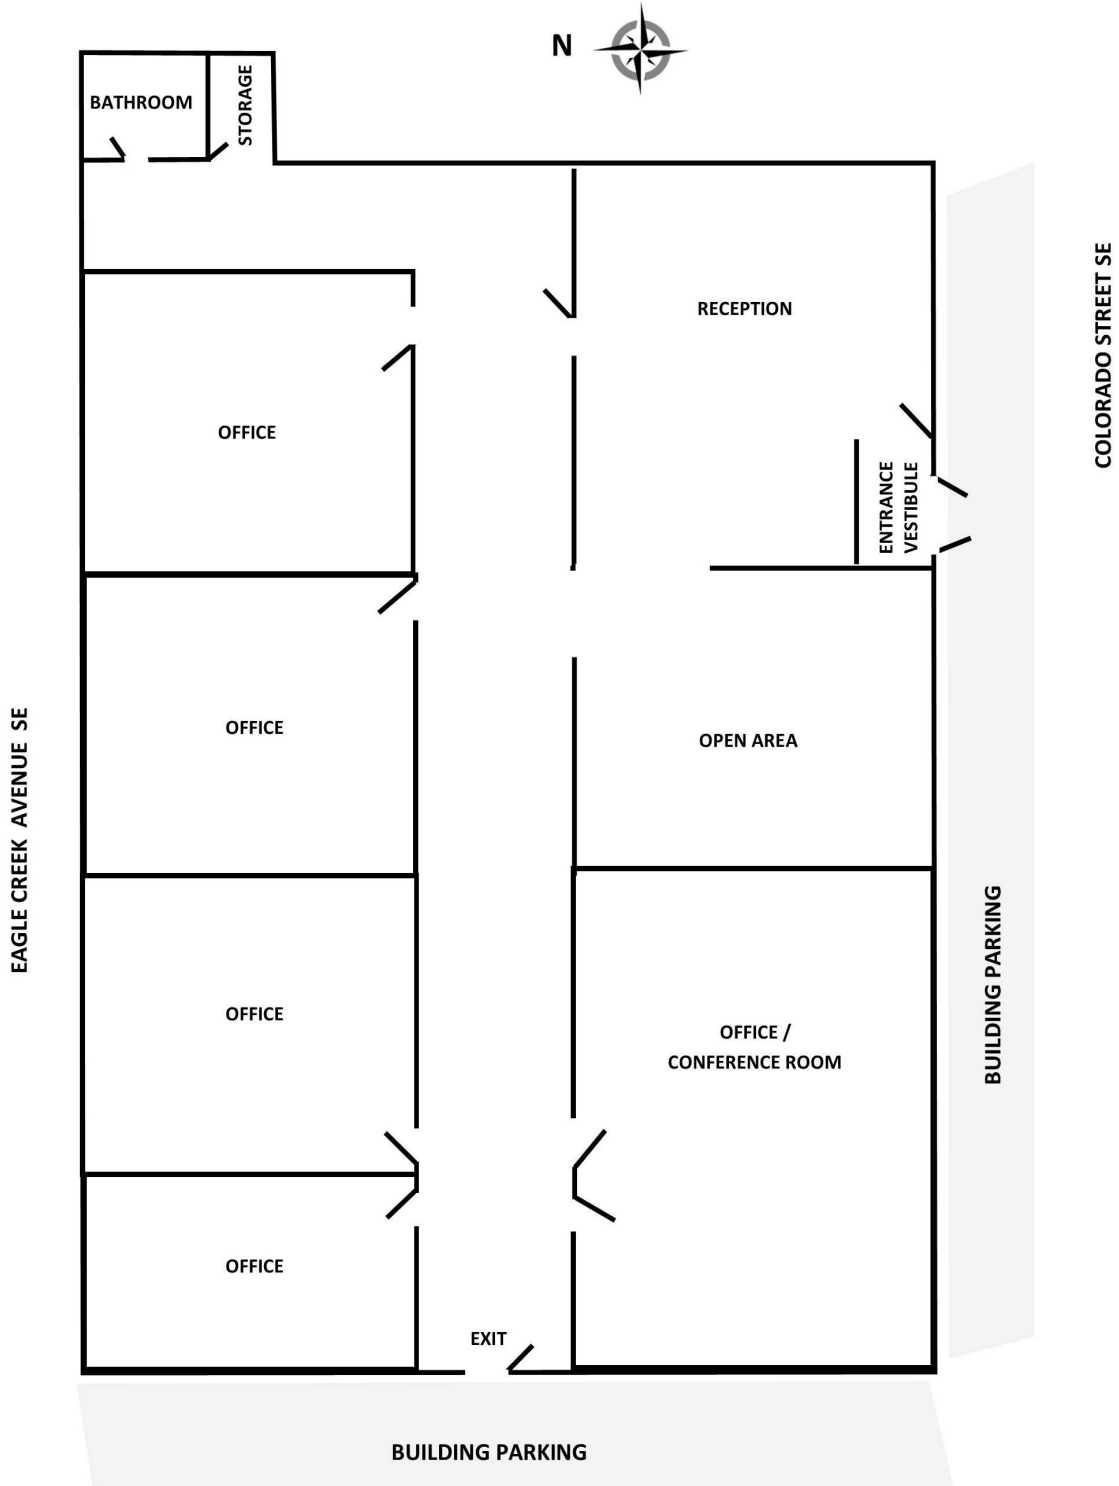 N
BATHROOM
STORAGE
RECEPTION
COLORADO STREET SE
OFFICE
ENTRANCE
VESTIBULE
OFFICE
OPEN AREA
EAGLE CREEK AVENUE SE
BUILDING PARKING
OFFICE
OFFICE /
CONFERENCE ROOM
OFFICE
EXIT
BUILDING PARKING